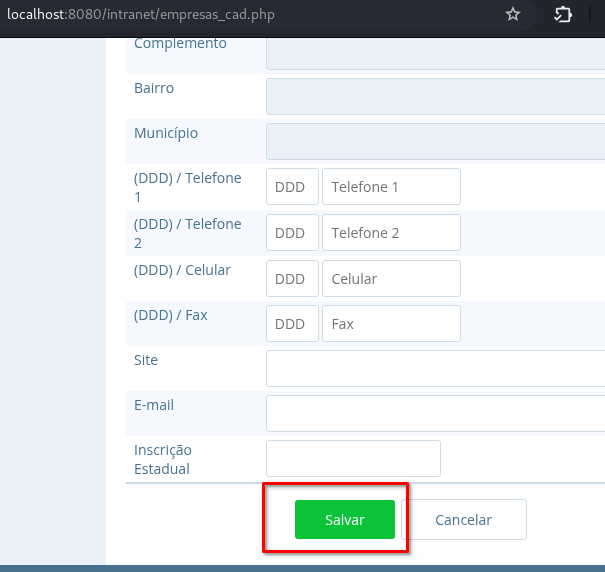 localhost:8080/intranet/empresas_cad.php
Complemento
Bairro
Município
(DDD) / Telefone
1
DDD
Telefone 1
(DDD) / Telefone
2
DDD
Telefone 2
(DDD) / Celular
DDD
Celular
(DDD) / Fax
DDD
Fax
Site
E-mail
Inscrição
Estadual
Salvar
Cancelar